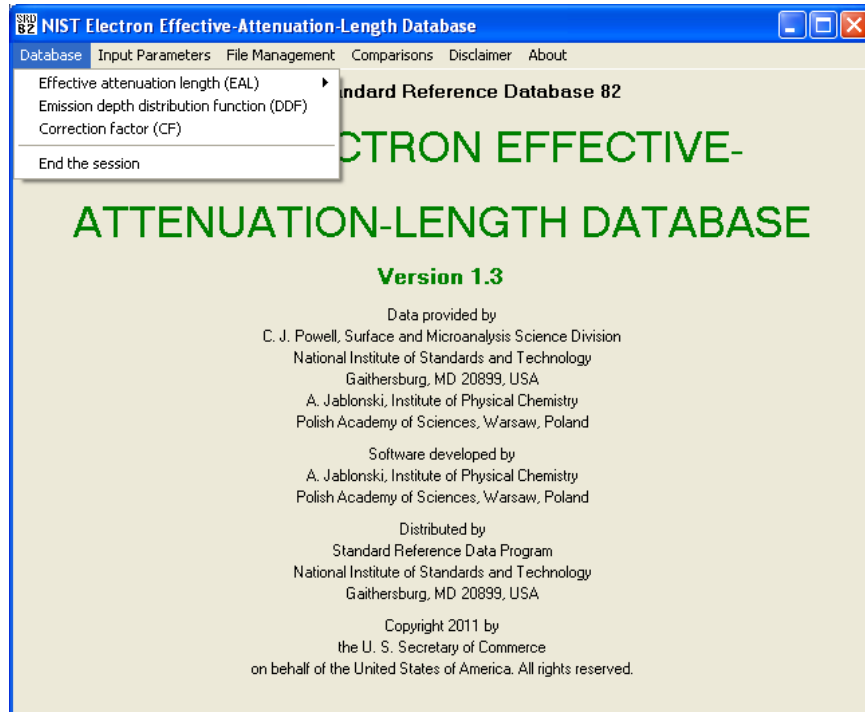 SRD 82 NIST Electron Effective-Attenuation-Length Database
Database Input Parameters File Management Comparisons Disclaimer About
Effective attenuation length (EAL)
Emission depth distribution function (DDF)
Correction factor (CF)
End the session
ndard Reference Database 82
CTRON EFFECTIVE-
ATTENUATION-LENGTH DATABASE
Version 1.3
Data provided by
C. J. Powell, Surface and Microanalysis Science Division
National Institute of Standards and Technology
Gaithersburg, MD 20899, USA
A. Jablonski, Institute of Physical Chemistry
Polish Academy of Sciences, Warsaw, Poland
Software developed by
A. Jablonski, Institute of Physical Chemistry
Polish Academy of Sciences, Warsaw, Poland
Distributed by
Standard Reference Data Program
National Institute of Standards and Technology
Gaithersburg, MD 20899, USA
Copyright 2011 by
the U. S. Secretary of Commerce
on behalf of the United States of America. All rights reserved.